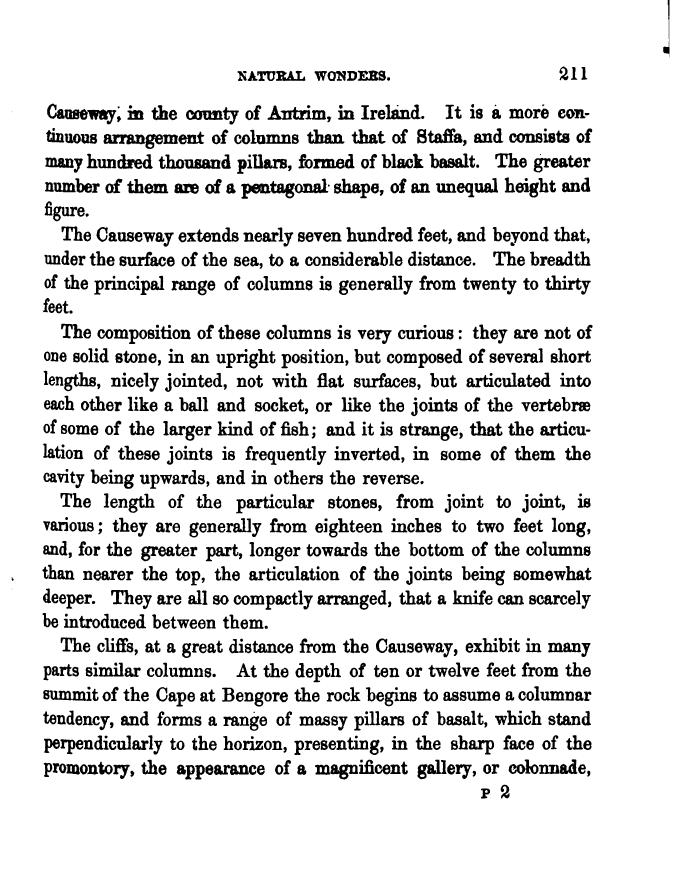 NATURAL WONDERS. 211
Causeway, in the county of Antrim, in Ireland. It is a more con-
tinuous arrangement of columns than that of Staffa, and consists of
many hundred thousand pillars, formed of black basalt. The greater
number of them are of a pentagonal shape, of an unequal height and
figure.
The Causeway extends nearly seven hundred feet, and beyond that,
under the surface of the sea, to a considerable distance. The breadth
of the principal range of columns is generally from twenty to thirty
feet.
The composition of these columns is very curious: they are not of
one solid stone, in an upright position, but composed of several short
lengths, nicely jointed, not with flat surfaces, but articulated into
each other like a ball and socket, or like the joints of the vertebræ
of some of the larger kind of fish; and it is strange, that the articu-
lation of these joints is frequently inverted, in some of them the
cavity being upwards, and in others the reverse.
The length of the particular stones, from joint to joint, is
various; they are generally from eighteen inches to two feet long,
and, for the greater part, longer towards the bottom of the columns
than nearer the top, the articulation of the joints being somewhat
deeper. They are all so compactly arranged, that a knife can scarcely
be introduced between them.
The cliffs, at a great distance from the Causeway, exhibit in many
parts similar columns. At the depth of ten or twelve feet from the
summit of the Cape at Bengore the rock begins to assume a columnar
tendency, and forms a range of massy pillars of basalt, which stand
perpendicularly to the horizon, presenting, in the sharp face of the
promontory, the appearance of a magnificent gallery, or colonnade,
P 2